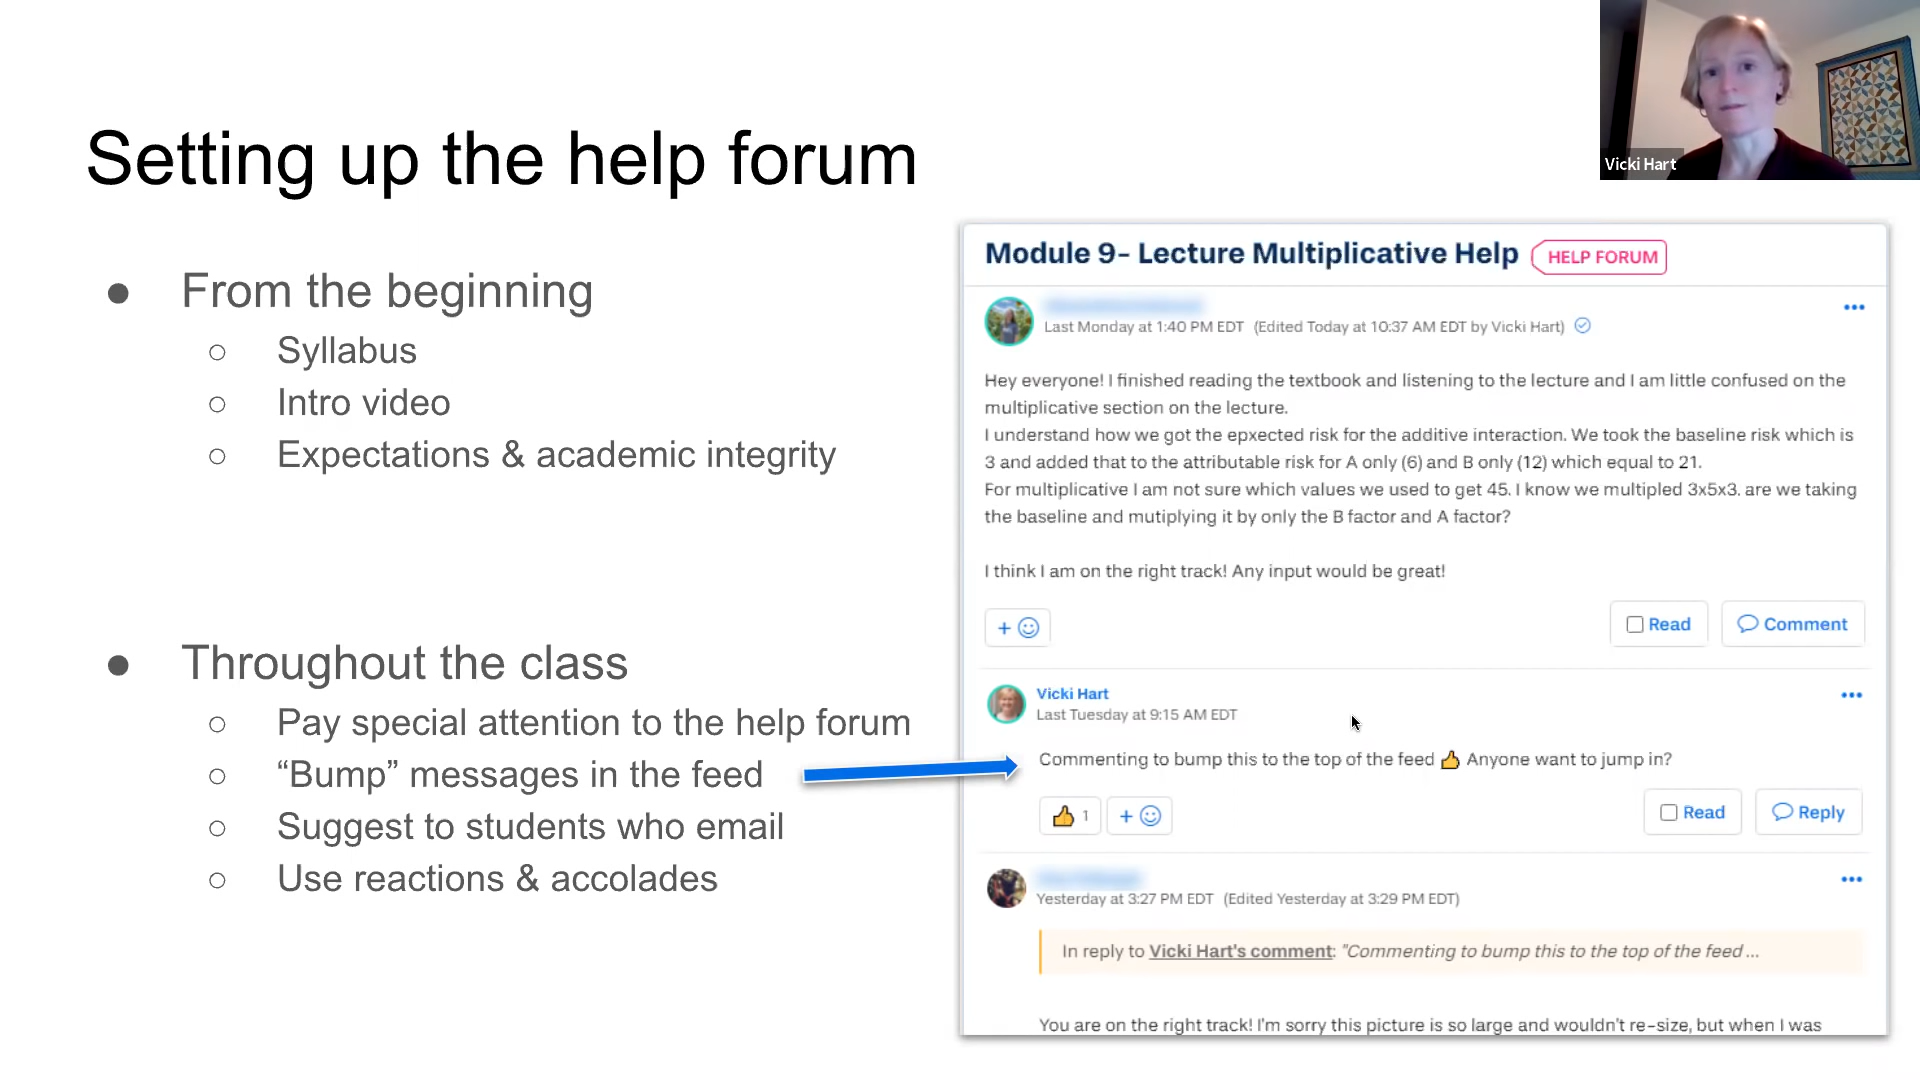 Vicki Hart
Setting up the help forum
● From the beginning
○ Syllabus
○ Intro video
○ Expectations & academic integrity
● Throughout the class
○ Pay special attention to the help forum
○ “Bump” messages in the feed
○ Suggest to students who email
○ Use reactions & accolades
Module 9- Lecture Multiplicative Help HELP FORUM
Last Monday at 1:40 PM EDT (Edited Today at 10:37 AM EDT by Vicki Hart)
Hey everyone! I finished reading the textbook and listening to the lecture and I am little confused on the
multiplicative section on the lecture.
I understand how we got the epxected risk for the additive interaction. We took the baseline risk which is
3 and added that to the attributable risk for A only (6) and B only (12) which equal to 21.
For multiplicative I am not sure which values we used to get 45. I know we multipled 3x5x3. are we taking
the baseline and mutiplying it by only the B factor and A factor?
I think I am on the right track! Any input would be great!
+ Read Comment
Vicki Hart
Last Tuesday at 9:15 AM EDT
Commenting to bump this to the top of the feed 👍 Anyone want to jump in?
👍 1 + Read Reply
Yesterday at 3:27 PM EDT (Edited Yesterday at 3:29 PM EDT)
In reply to Vicki Hart's comment: "Commenting to bump this to the top of the feed ...
You are on the right track! I'm sorry this picture is so large and wouldn't re-size, but when I was